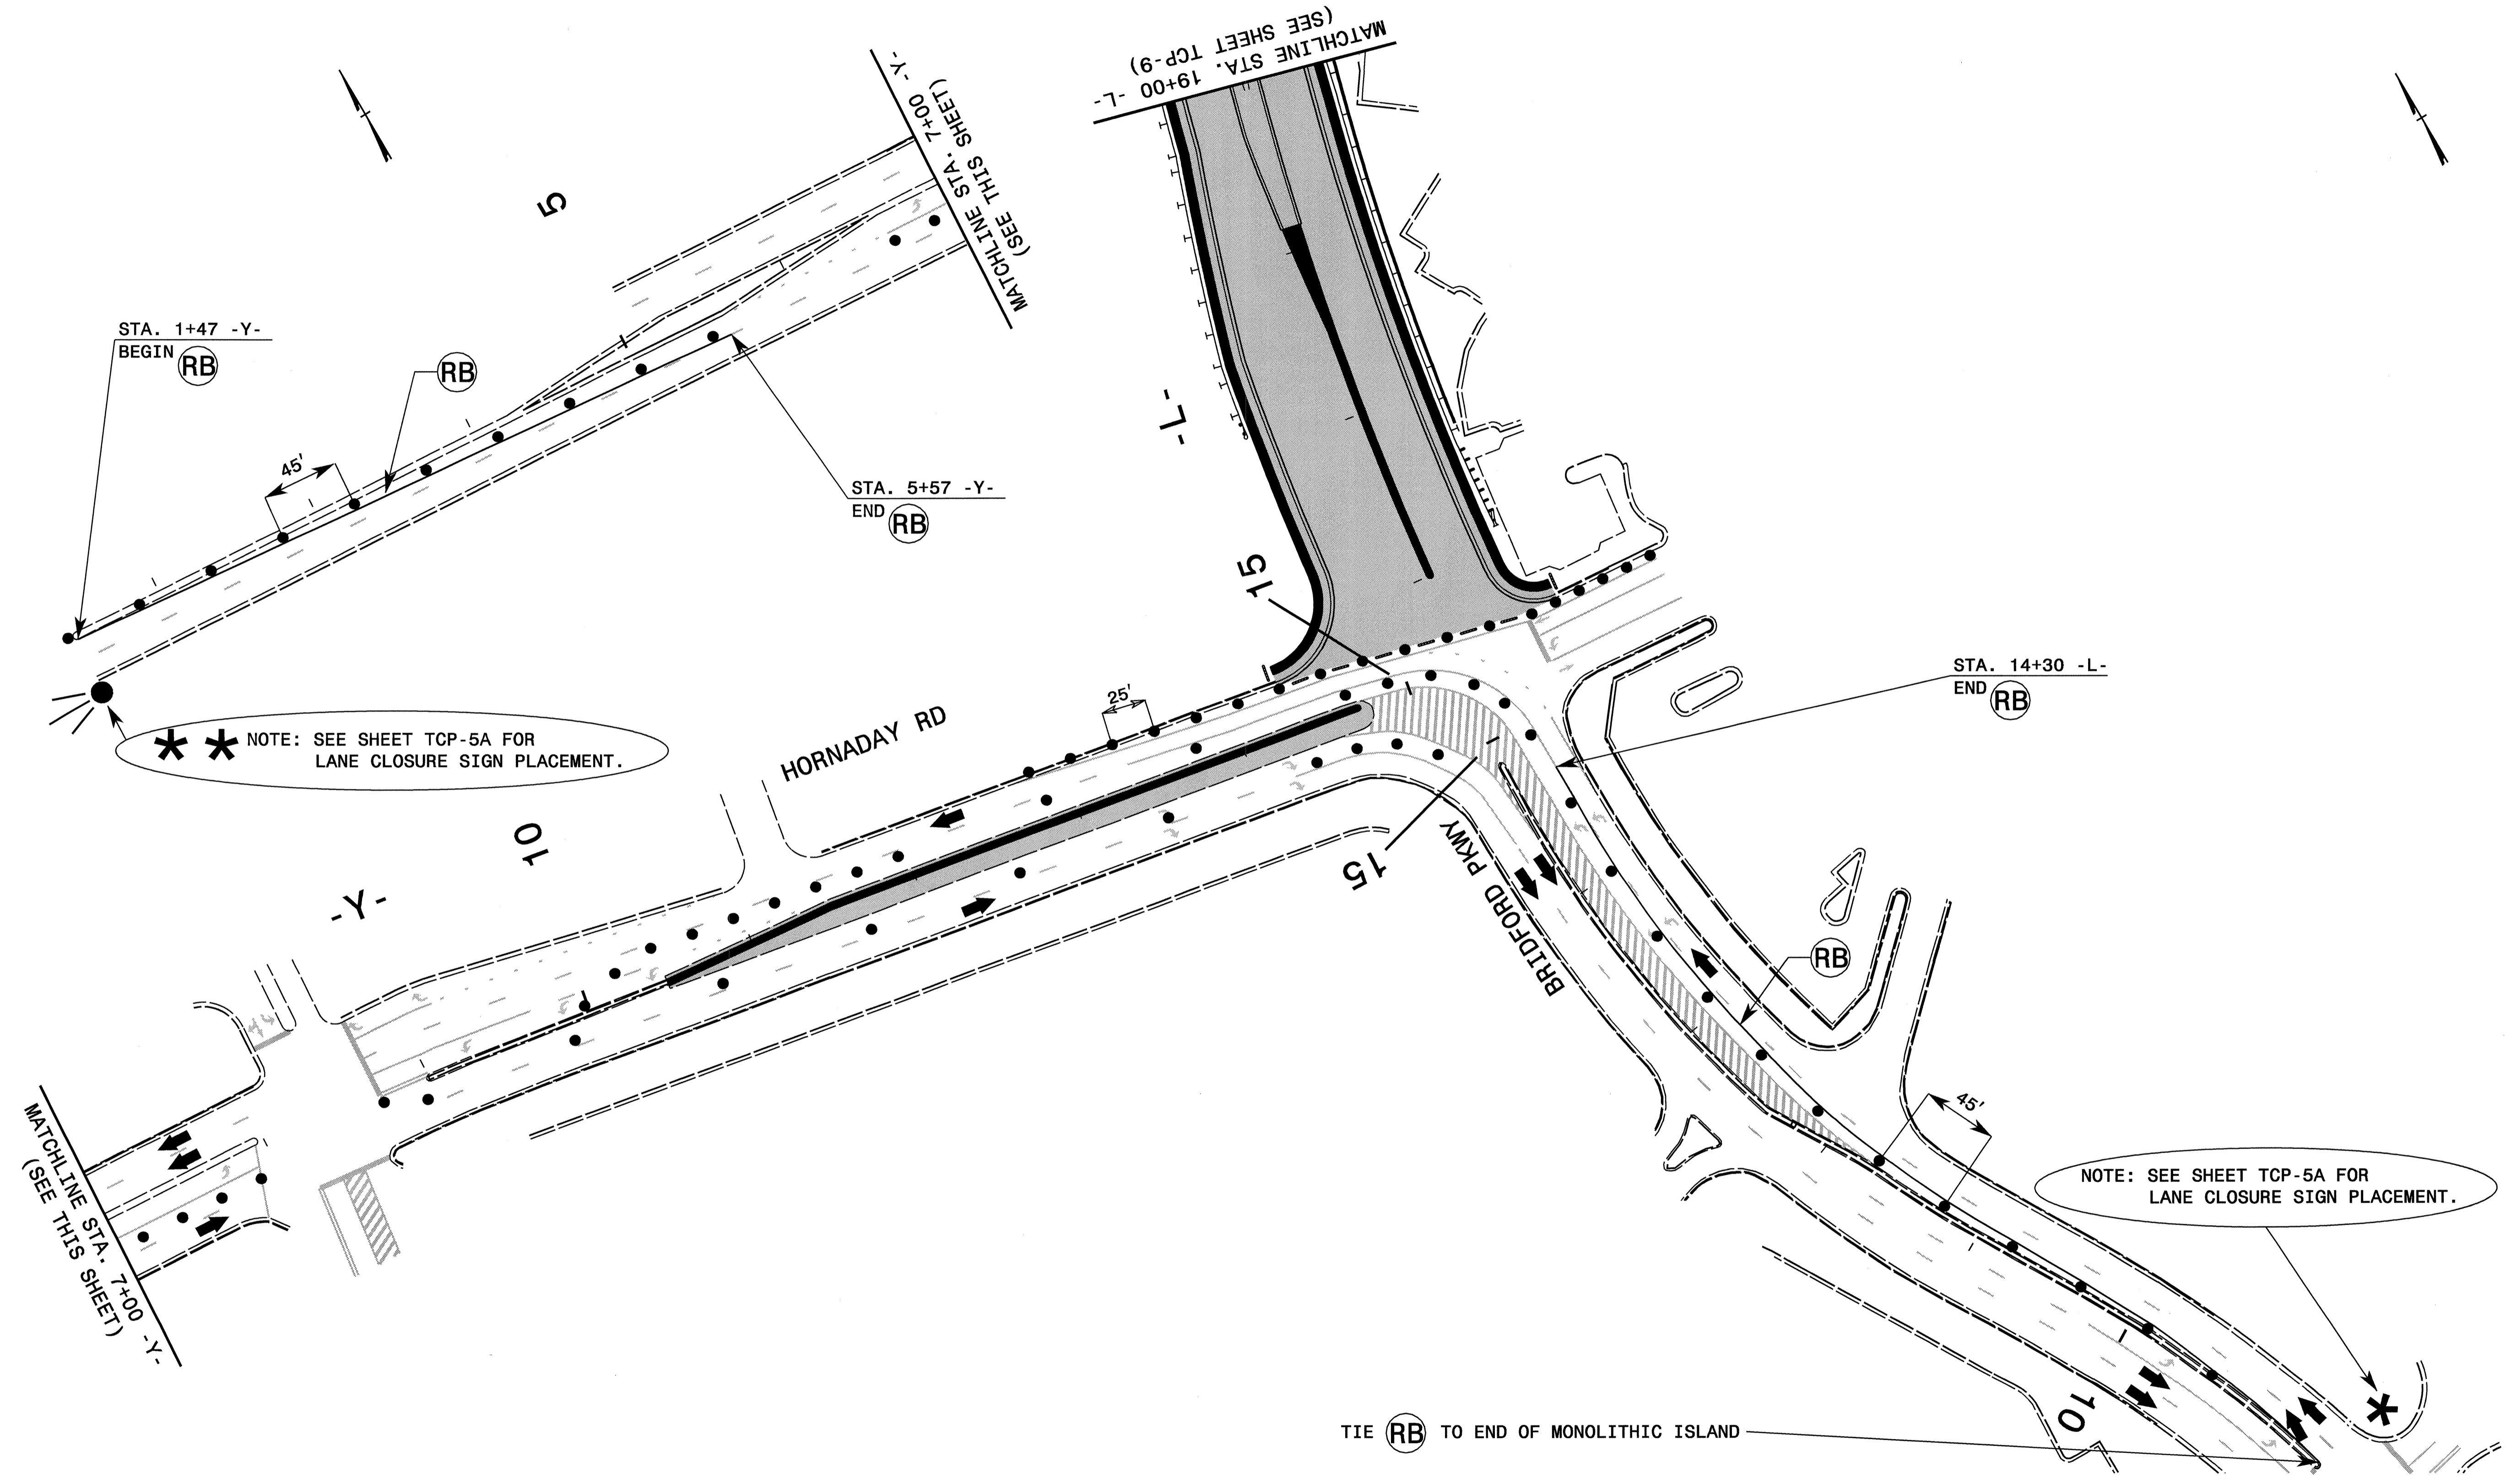 MATCHLINE STA. 19+00 -L-
(SEE SHEET TCP-9)
MATCHLINE STA. 7+00 -Y-
(SEE THIS SHEET)
5
STA. 1+47 -Y-
BEGIN RB
RB
45'
STA. 5+57 -Y-
END RB
-L-
15
STA. 14+30 -L-
END RB
25'
HORNADAY RD
** NOTE: SEE SHEET TCP-5A FOR
LANE CLOSURE SIGN PLACEMENT.
10
-Y-
15
BRIDFORD PKWY
RB
45'
NOTE: SEE SHEET TCP-5A FOR
LANE CLOSURE SIGN PLACEMENT.
MATCHLINE STA. 7+00 -Y-
(SEE THIS SHEET)
10
*
TIE RB TO END OF MONOLITHIC ISLAND